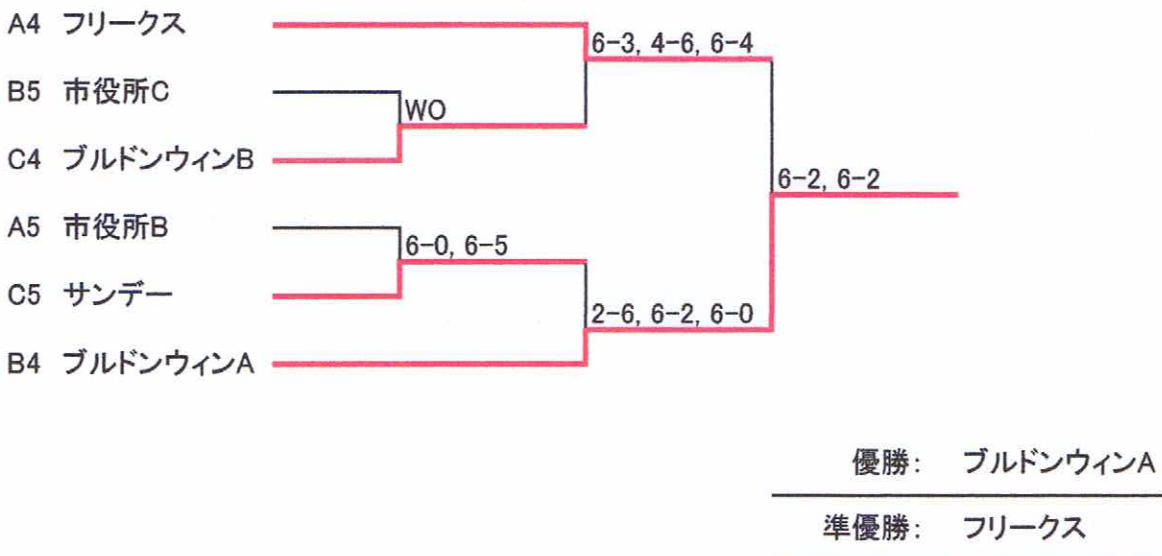 A4 フリークス
6-3, 4-6, 6-4
B5 市役所C
WO
C4 ブルドンウィンB
6-2, 6-2
A5 市役所B
6-0, 6-5
C5 サンデー
2-6, 6-2, 6-0
B4 ブルドンウィンA
優勝： ブルドンウィンA
準優勝： フリークス